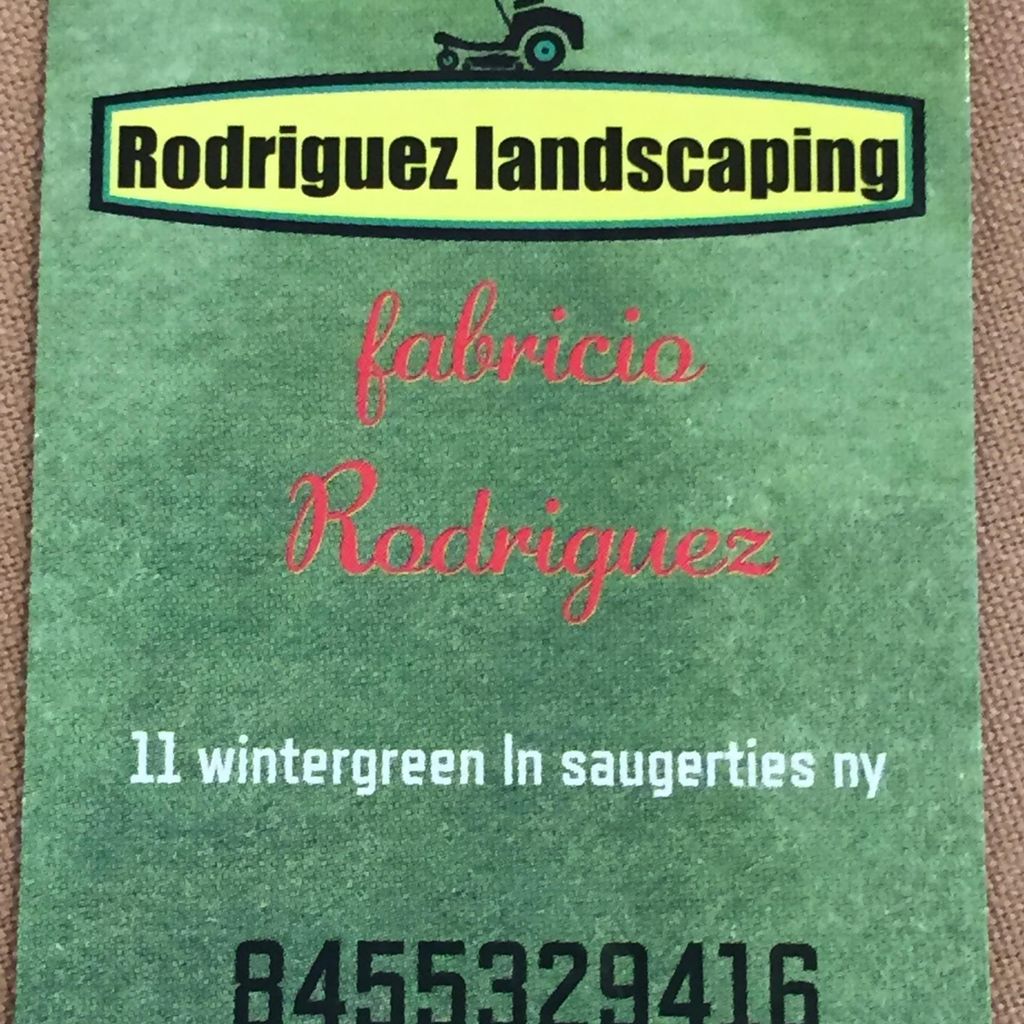 Rodriguez landscaping
fabricio
Rodriguez
11 wintergreen ln saugerties ny
8455329416